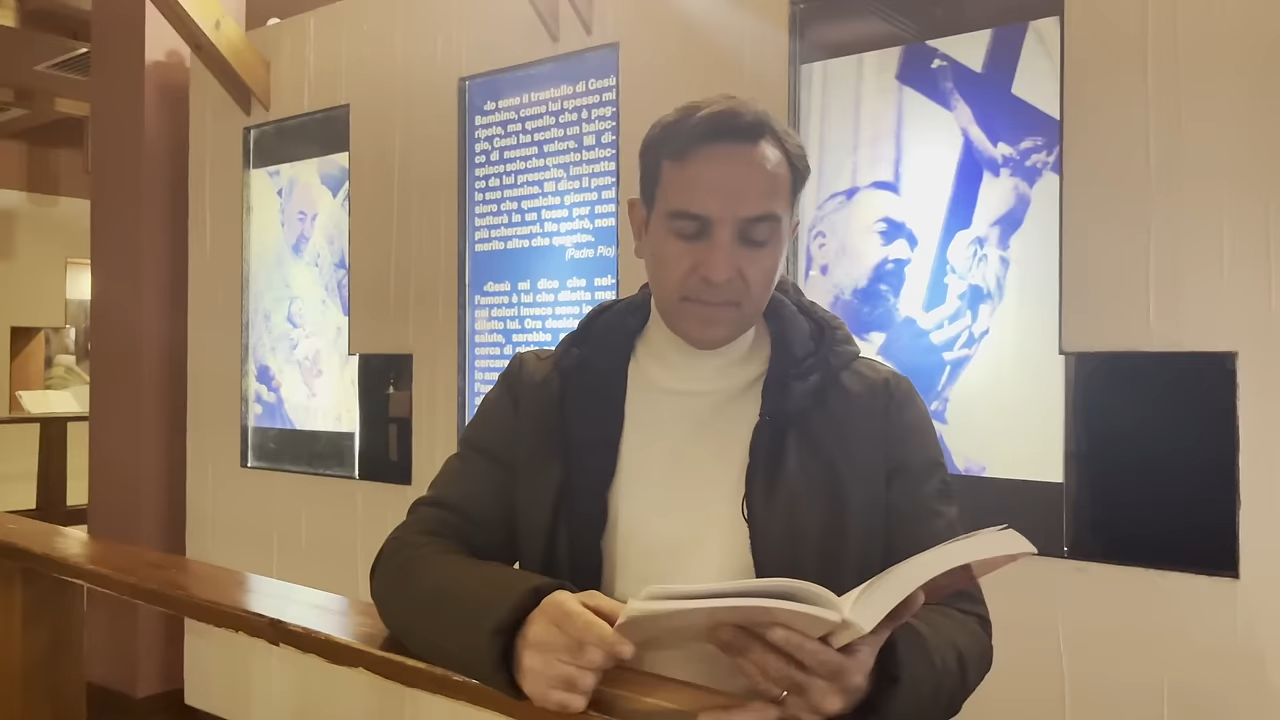 «Io sono il trastullo di Gesù
Bambino, come lui spesso mi
ripete, ma quello che è peg-
gio, Gesù ha scelto un baloc-
co di nessun valore. Mi di-
spiace solo che questo baloc-
co da lui prescelto, imbratta
le sue manine. Mi dice il pen-
siero che qualche giorno mi
butterà in un fosso per non
più scherzarvi. Ne godrò, non
merito altro che questo».
(Padre Pio)
«Gesù mi dice che nel-
l'amore è lui che diletta me;
nei dolori invece sono io
diletto lui. Ora
salute, sarebbe
cerca di